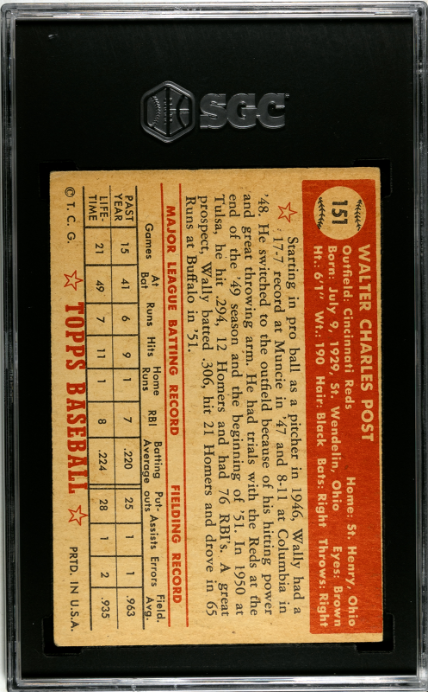 SGC
151
WALTER CHARLES POST
Outfield: Cincinnati Reds Home: St. Henry, Ohio
Born: July 9, 1929, St. Wendelin, Ohio Eyes: Brown
Ht.: 6'1" Wt.: 190 Hair: Black Bats: Right Throws: Right
Starting in pro ball as a pitcher in 1946, Wally had a
17-7 record at Muncie in '47 and 8-11 at Columbia in
'48. He switched to the outfield because of his hitting power
and great throwing arm. He had trials with the Reds at the
end of the '49 season and the beginning of '51. In 1950 at
Tulsa, he hit .294, 12 Homers and had 76 RBI's. A great
prospect, Wally batted .306, hit 21 Homers and drove in 65
Runs at Buffalo in '51.
MAJOR LEAGUE BATTING RECORD FIELDING RECORD
Games At Bat Runs Hits Home Runs RBI Batting Average Put-outs Assists Errors Field. Avg.
PAST YEAR 15 41 6 9 1 7 .220 25 1 1 .963
LIFE-TIME 21 49 7 11 1 8 .224 28 1 2 .935
© T. C. G. TOPPS BASEBALL PRTD. IN U.S.A.